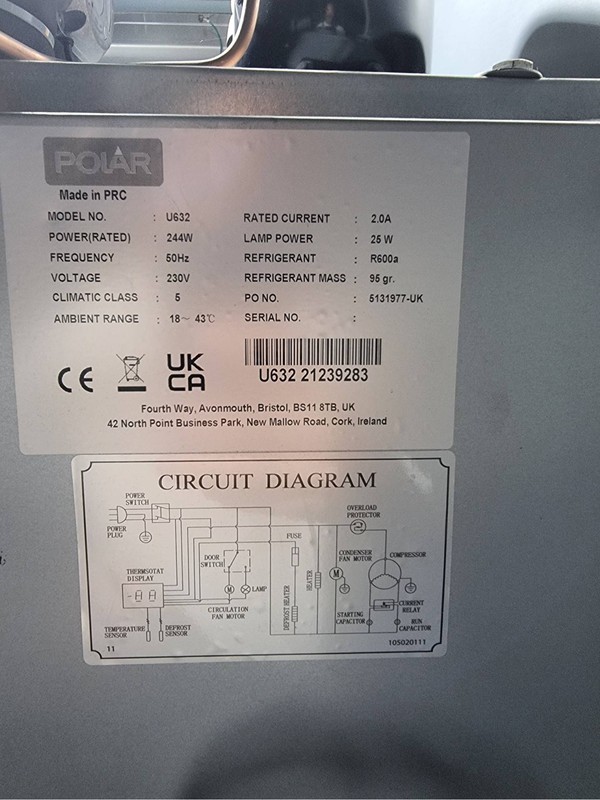 POLAR
Made in PRC
MODEL NO. : U632
POWER(RATED) : 244W
FREQUENCY : 50Hz
VOLTAGE : 230V
CLIMATIC CLASS : 5
AMBIENT RANGE : 18~ 43℃
RATED CURRENT : 2.0A
LAMP POWER : 25 W
REFRIGERANT : R600a
REFRIGERANT MASS : 95 gr.
PO NO. : 5131977-UK
SERIAL NO. :
CE
UK
CA
U632 21239283
Fourth Way, Avonmouth, Bristol, BS11 8TB, UK
42 North Point Business Park, New Mallow Road, Cork, Ireland
CIRCUIT DIAGRAM
POWER
SWITCH
POWER
PLUG
THERMSOTAT
DISPLAY
-88
TEMPERATURE
SENSOR
DEFROST
SENSOR
DOOR
SWITCH
M
LAMP
CIRCULATION
FAN MOTOR
FUSE
DEFROST HEATER
HEATER
OVERLOAD
PROTECTOR
CONDENSER
FAN MOTOR
M
COMPRESSOR
CURRENT
RELAY
STARTING
CAPACITOR
RUN
CAPACITOR
11
105020111